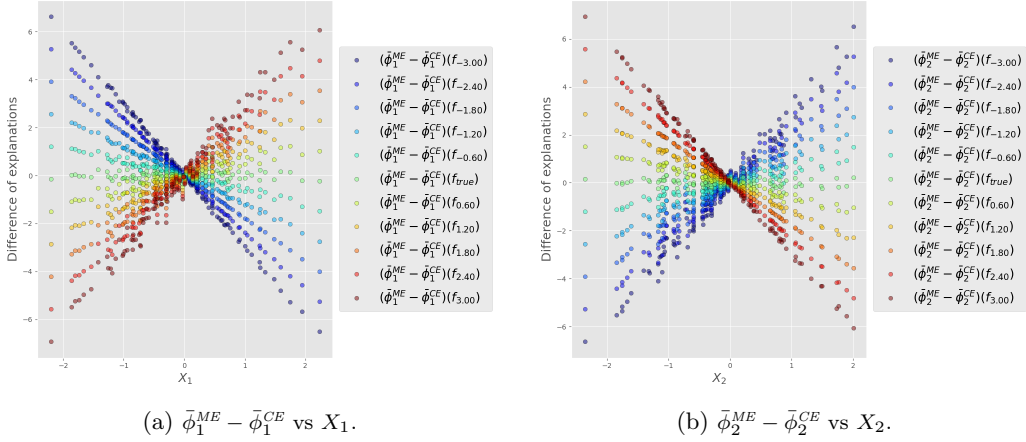 Difference of explanations
6
4
2
0
−2
−4
−6
−2
−1
0
1
2
X₁
(ϕ̄₁ᴹᴱ − ϕ̄₁ᶜᴱ)(f₋₃.₀₀)
(ϕ̄₁ᴹᴱ − ϕ̄₁ᶜᴱ)(f₋₂.₄₀)
(ϕ̄₁ᴹᴱ − ϕ̄₁ᶜᴱ)(f₋₁.₈₀)
(ϕ̄₁ᴹᴱ − ϕ̄₁ᶜᴱ)(f₋₁.₂₀)
(ϕ̄₁ᴹᴱ − ϕ̄₁ᶜᴱ)(f₋₀.₆₀)
(ϕ̄₁ᴹᴱ − ϕ̄₁ᶜᴱ)(f_true)
(ϕ̄₁ᴹᴱ − ϕ̄₁ᶜᴱ)(f₀.₆₀)
(ϕ̄₁ᴹᴱ − ϕ̄₁ᶜᴱ)(f₁.₂₀)
(ϕ̄₁ᴹᴱ − ϕ̄₁ᶜᴱ)(f₁.₈₀)
(ϕ̄₁ᴹᴱ − ϕ̄₁ᶜᴱ)(f₂.₄₀)
(ϕ̄₁ᴹᴱ − ϕ̄₁ᶜᴱ)(f₃.₀₀)
(a) ϕ̄₁ᴹᴱ − ϕ̄₁ᶜᴱ vs X₁.
Difference of explanations
6
4
2
0
−2
−4
−6
−2
−1
0
1
2
X₂
(ϕ̄₂ᴹᴱ − ϕ̄₂ᶜᴱ)(f₋₃.₀₀)
(ϕ̄₂ᴹᴱ − ϕ̄₂ᶜᴱ)(f₋₂.₄₀)
(ϕ̄₂ᴹᴱ − ϕ̄₂ᶜᴱ)(f₋₁.₈₀)
(ϕ̄₂ᴹᴱ − ϕ̄₂ᶜᴱ)(f₋₁.₂₀)
(ϕ̄₂ᴹᴱ − ϕ̄₂ᶜᴱ)(f₋₀.₆₀)
(ϕ̄₂ᴹᴱ − ϕ̄₂ᶜᴱ)(f_true)
(ϕ̄₂ᴹᴱ − ϕ̄₂ᶜᴱ)(f₀.₆₀)
(ϕ̄₂ᴹᴱ − ϕ̄₂ᶜᴱ)(f₁.₂₀)
(ϕ̄₂ᴹᴱ − ϕ̄₂ᶜᴱ)(f₁.₈₀)
(ϕ̄₂ᴹᴱ − ϕ̄₂ᶜᴱ)(f₂.₄₀)
(ϕ̄₂ᴹᴱ − ϕ̄₂ᶜᴱ)(f₃.₀₀)
(b) ϕ̄₂ᴹᴱ − ϕ̄₂ᶜᴱ vs X₂.